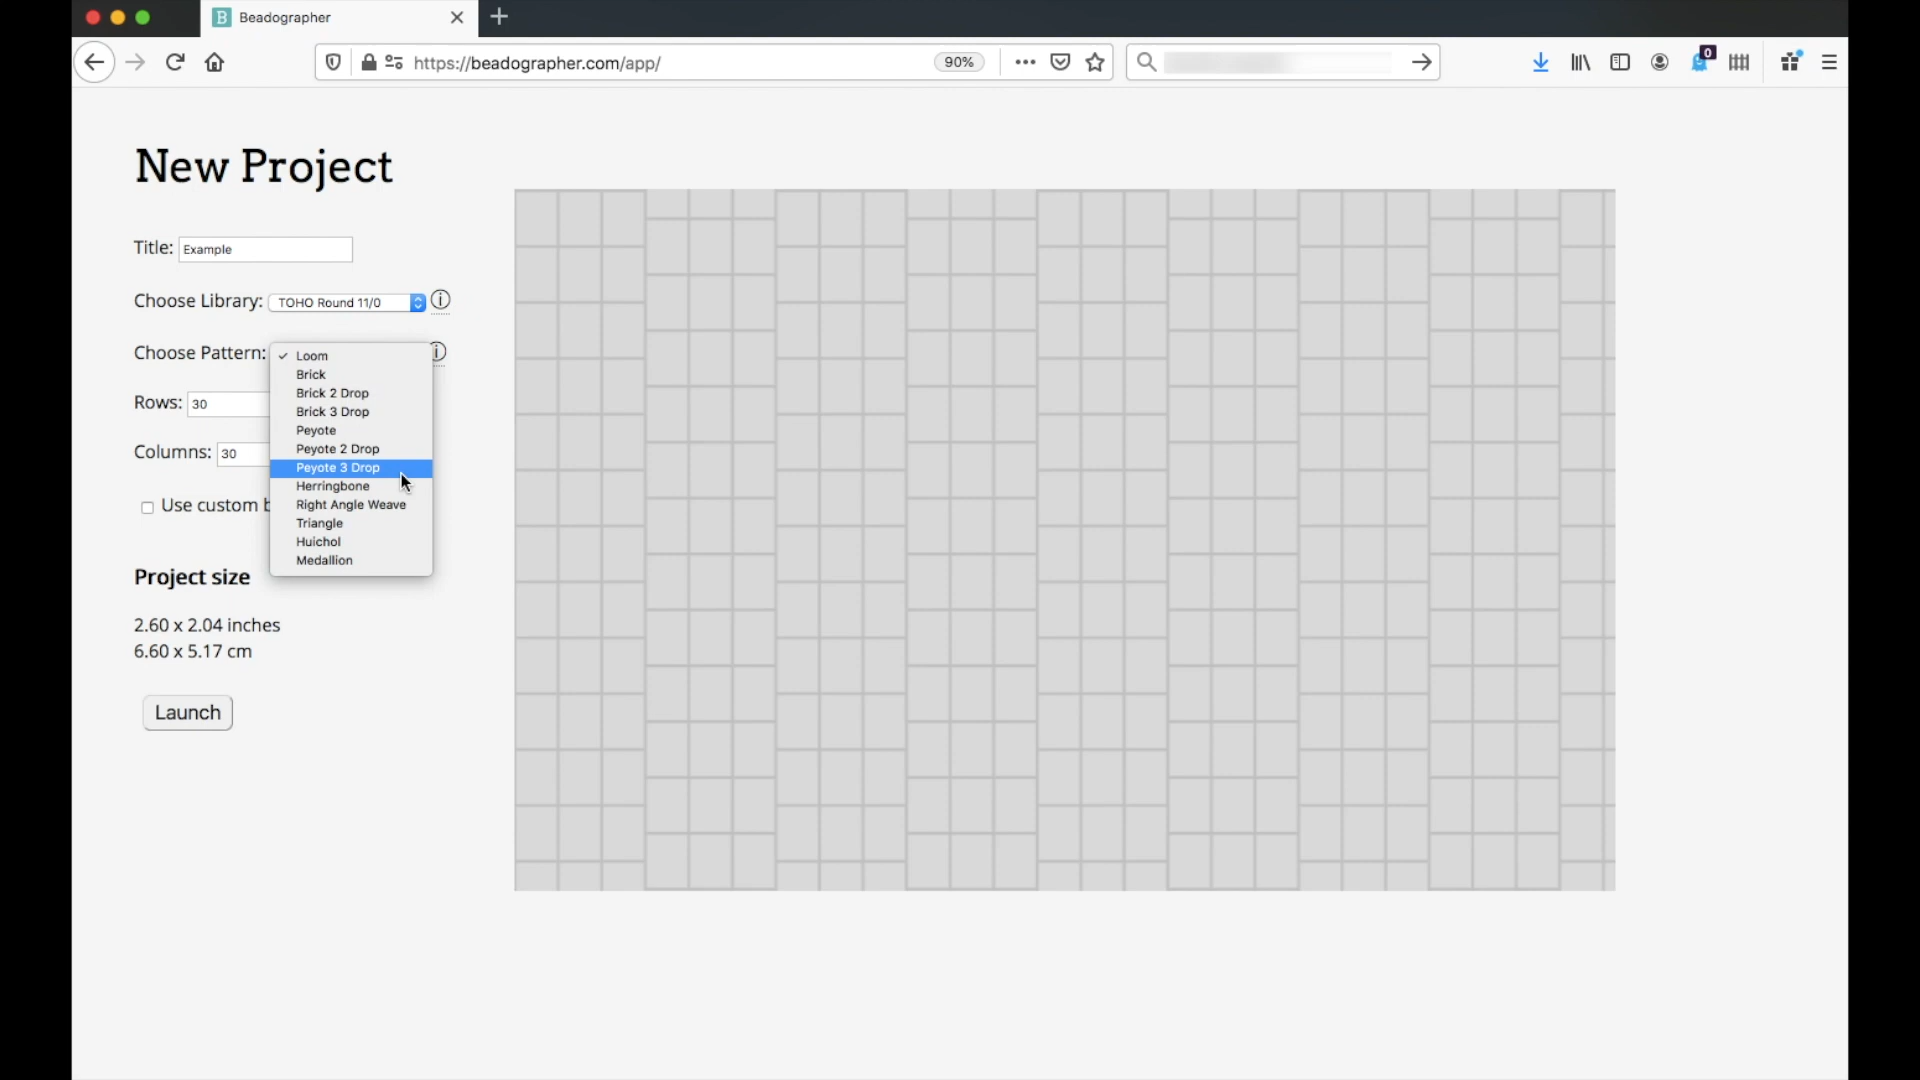 B Beadographer
https://beadographer.com/app/
90%
0
New Project
Title: Example
Choose Library: TOHO Round 11/0
Choose Pattern:
✓ Loom
Brick
Brick 2 Drop
Brick 3 Drop
Peyote
Peyote 2 Drop
Peyote 3 Drop
Herringbone
Right Angle Weave
Triangle
Huichol
Medallion
Rows: 30
Columns: 30
Use custom
Project size
2.60 x 2.04 inches
6.60 x 5.17 cm
Launch